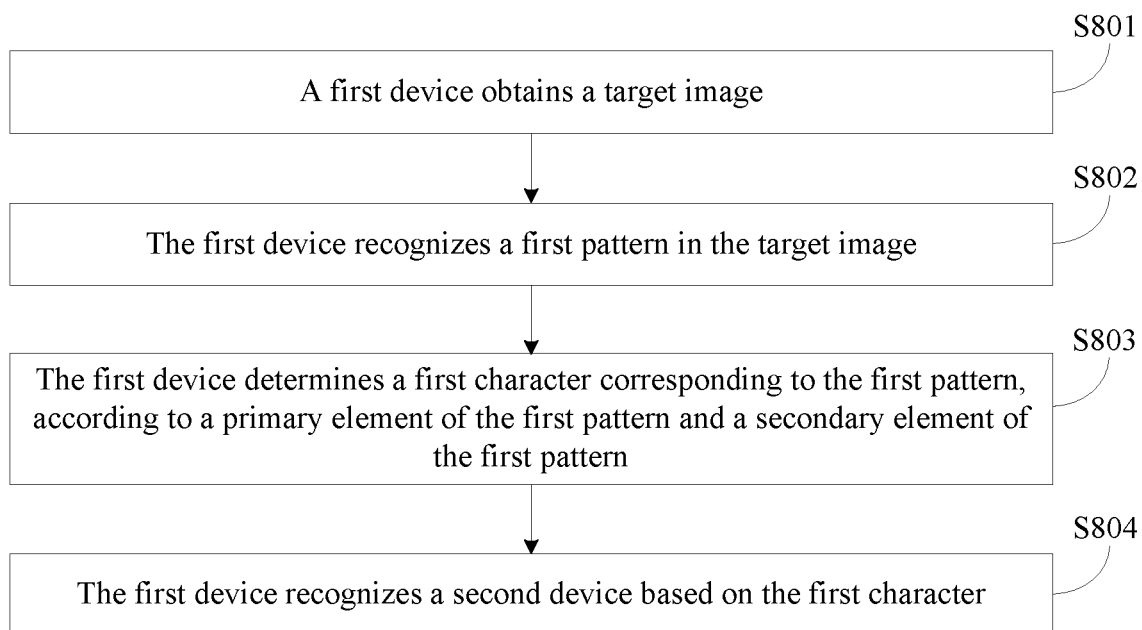 S801
A first device obtains a target image
S802
The first device recognizes a first pattern in the target image
S803
The first device determines a first character corresponding to the first pattern,
according to a primary element of the first pattern and a secondary element of
the first pattern
S804
The first device recognizes a second device based on the first character